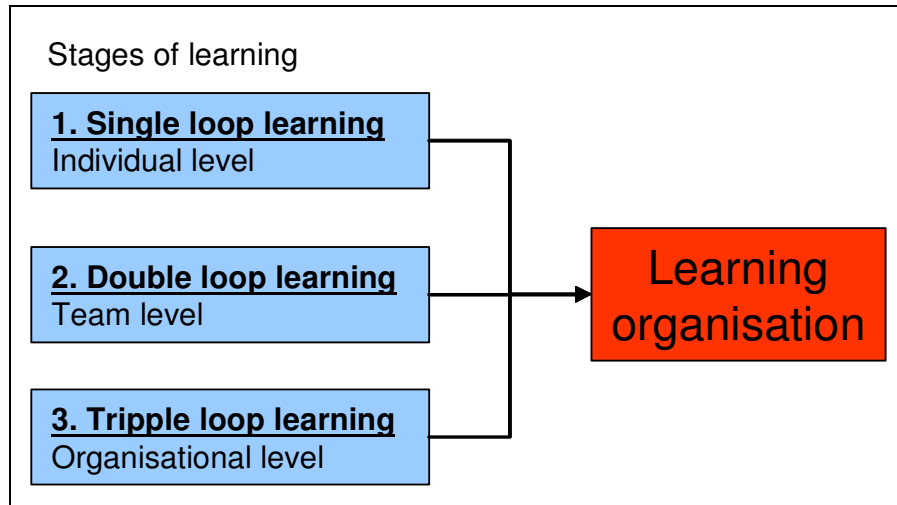 Stages of learning
1. Single loop learning
Individual level
2. Double loop learning
Team level
3. Tripple loop learning
Organisational level
Learning
organisation